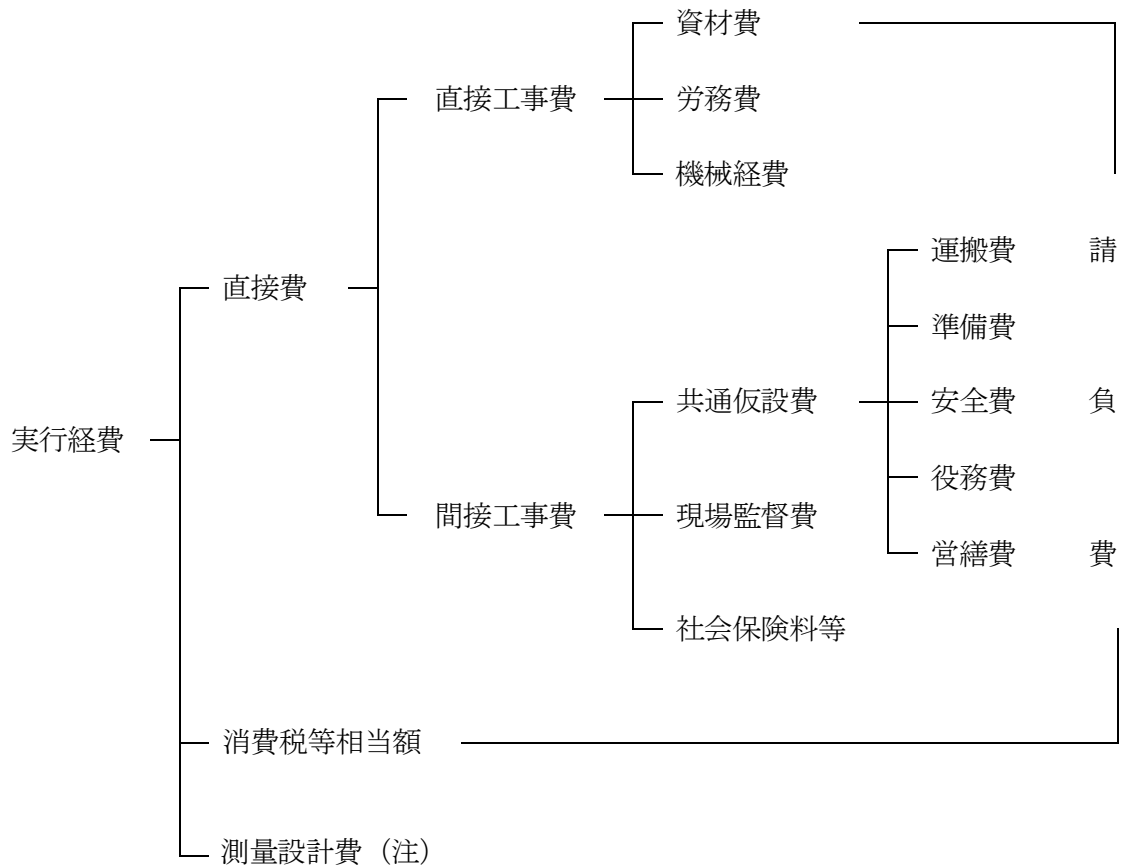 資材費
直接工事費 労務費
機械経費
運搬費 請
直接費
準備費
共通仮設費 安全費 負
実行経費
役務費
間接工事費 現場監督費
営繕費 費
社会保険料等
消費税等相当額
測量設計費（注）